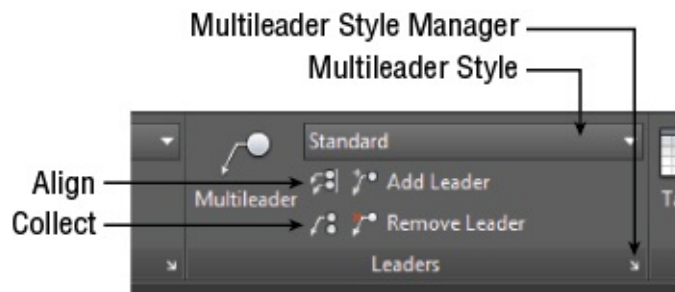 Multileader Style Manager
Multileader Style
Standard
Align
Multileader
Add Leader
Collect
Remove Leader
Leaders